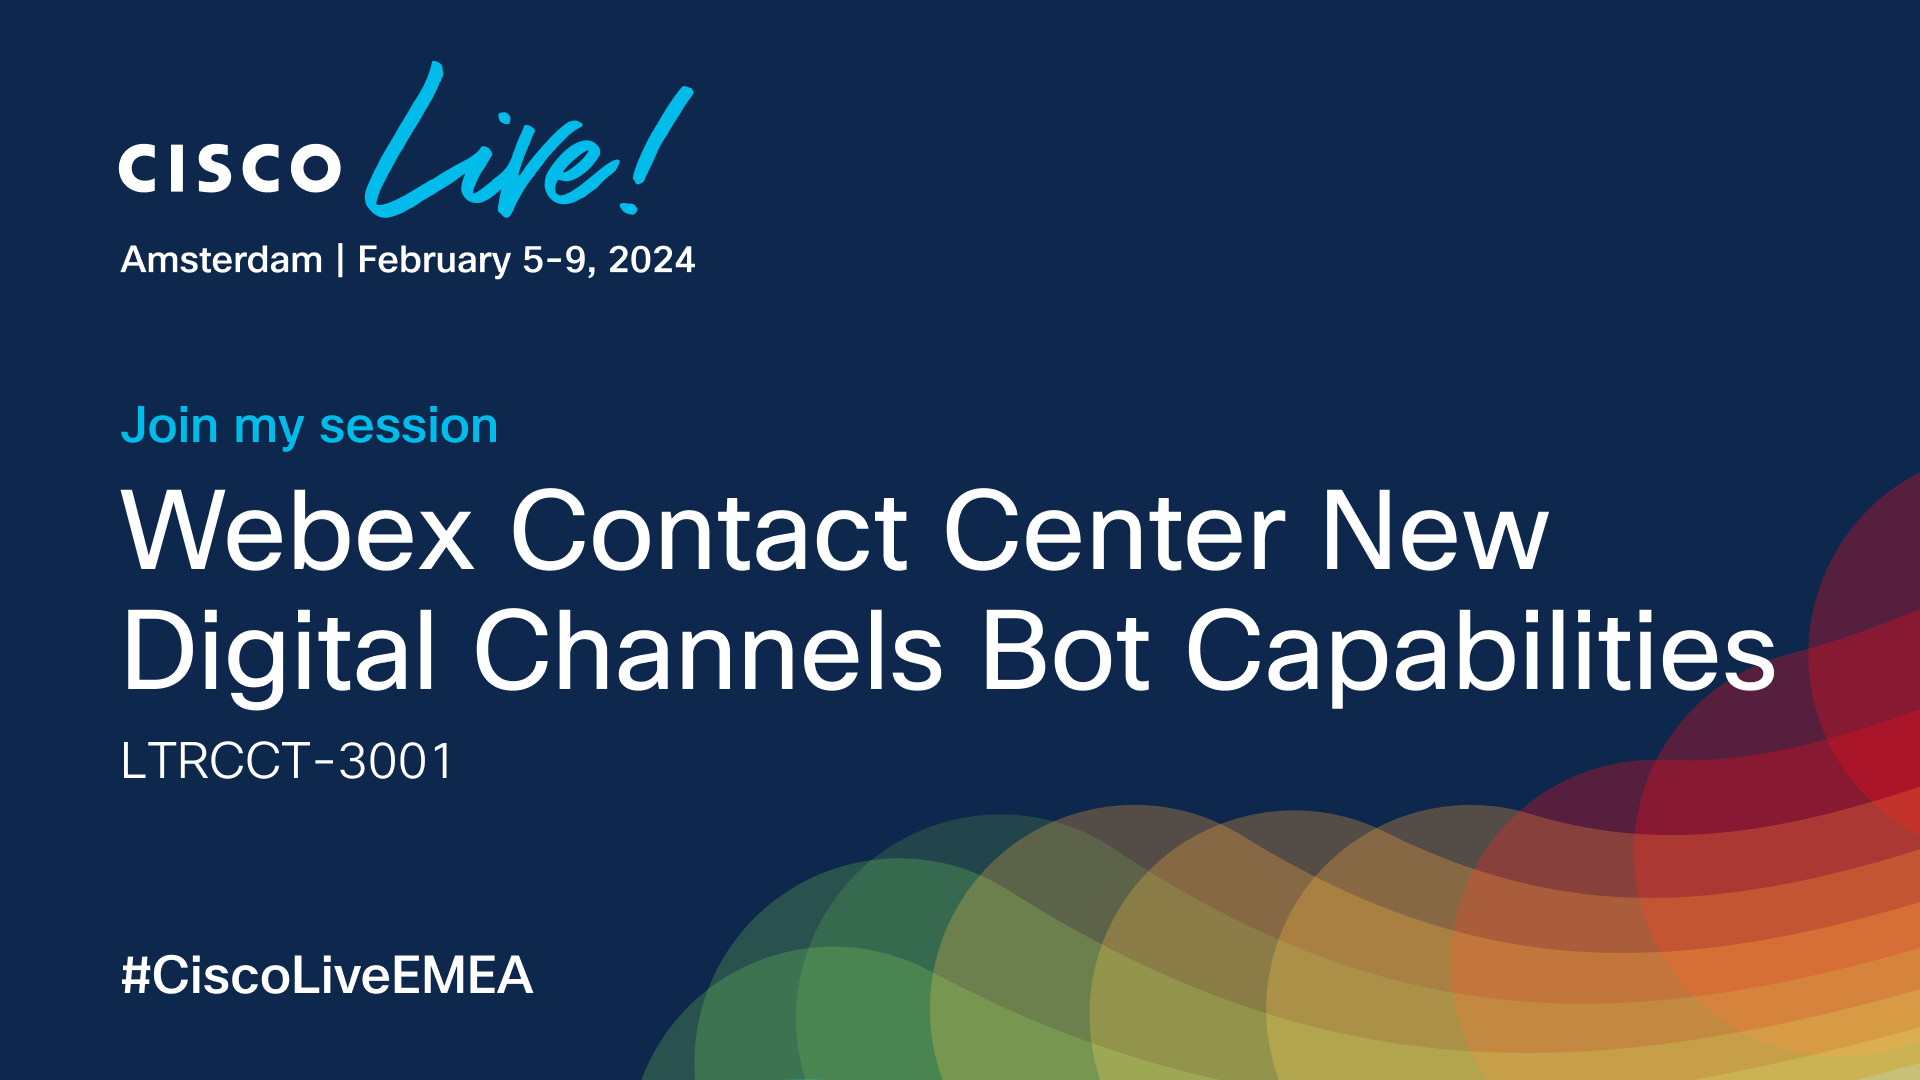 CISCO Live!
Amsterdam | February 5-9, 2024
Join my session
Webex Contact Center New
Digital Channels Bot Capabilities
LTRCCT-3001
#CiscoLiveEMEA